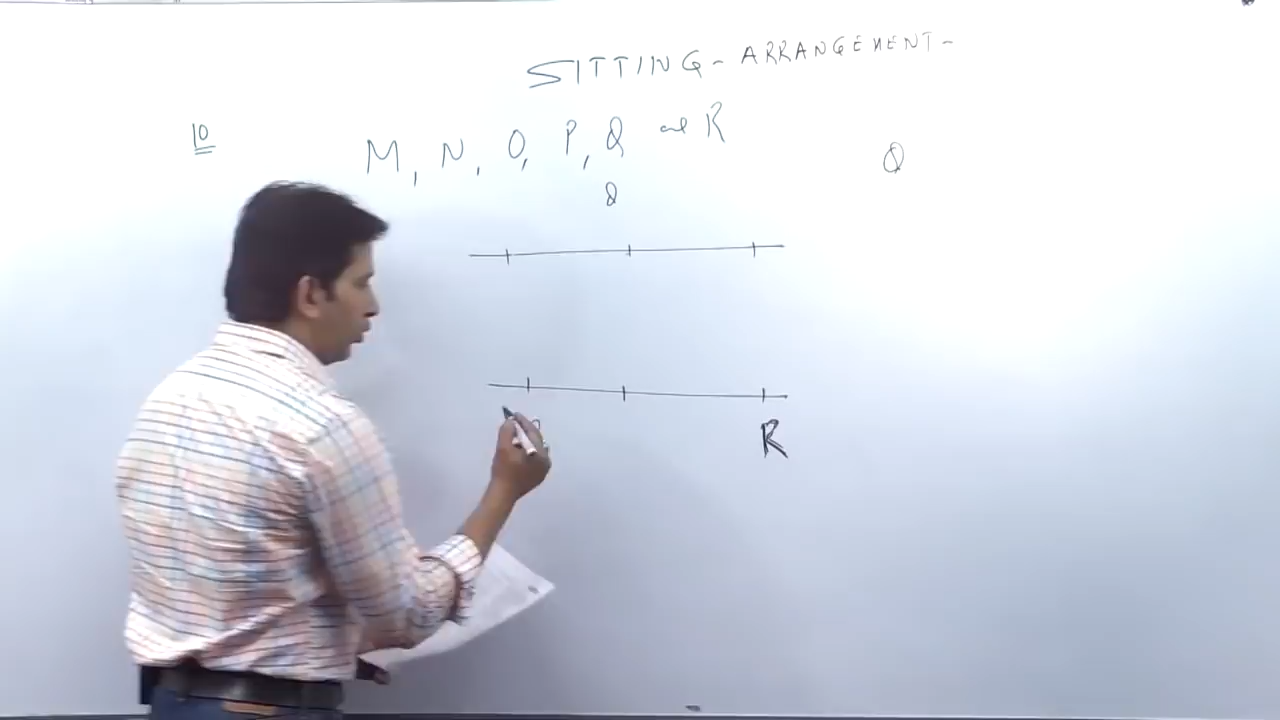 SITTING - ARRANGEMENT -
10
M, N, O, P, Q and R
Q
Q
R